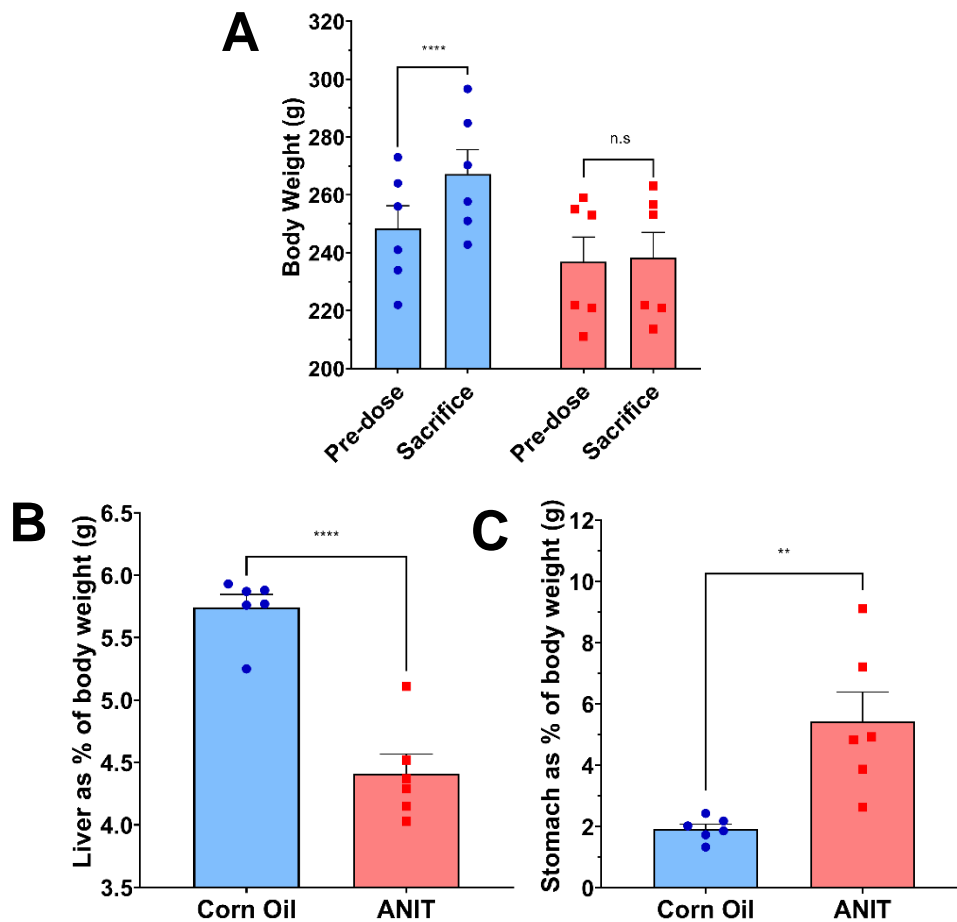 A
Body Weight (g)
320
300
280
260
240
220
200
****
n.s
Pre-dose
Sacrifice
Pre-dose
Sacrifice
B
Liver as % of body weight (g)
6.5
6.0
5.5
5.0
4.5
4.0
3.5
****
Corn Oil
ANIT
C
Stomach as % of body weight (g)
12
10
8
6
4
2
0
**
Corn Oil
ANIT